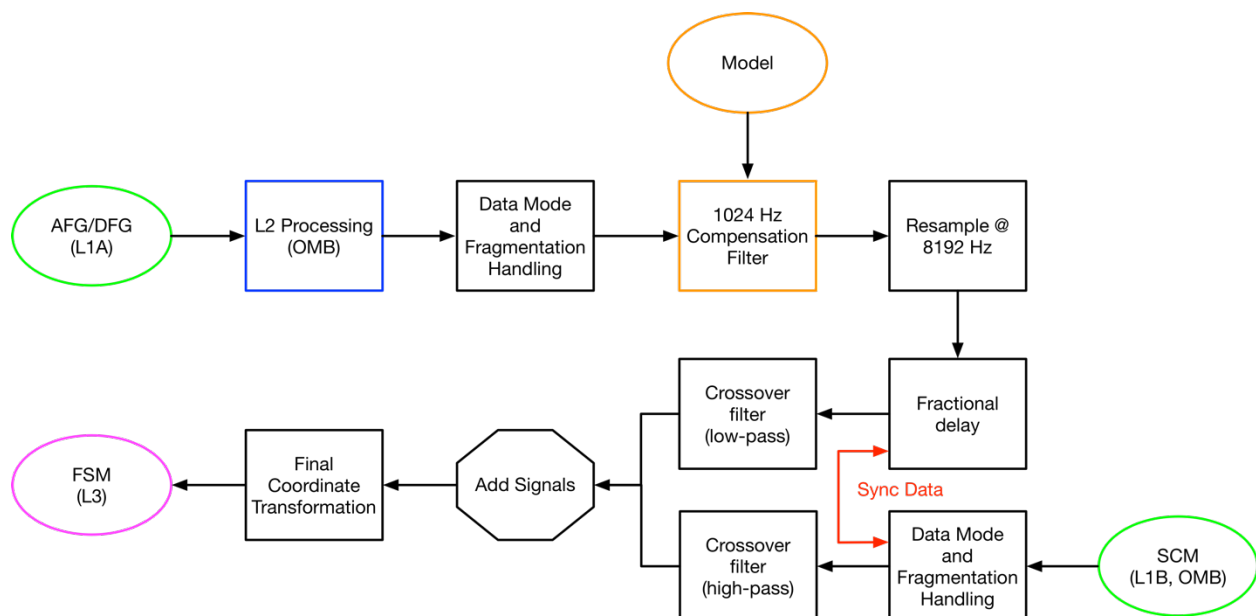 Model
AFG/DFG
(L1A)
L2 Processing
(OMB)
Data Mode
and
Fragmentation
Handling
1024 Hz
Compensation
Filter
Resample @
8192 Hz
Fractional
delay
Crossover
filter
(low-pass)
Sync Data
FSM
(L3)
Final
Coordinate
Transformation
Add Signals
Crossover
filter
(high-pass)
Data Mode
and
Fragmentation
Handling
SCM
(L1B, OMB)